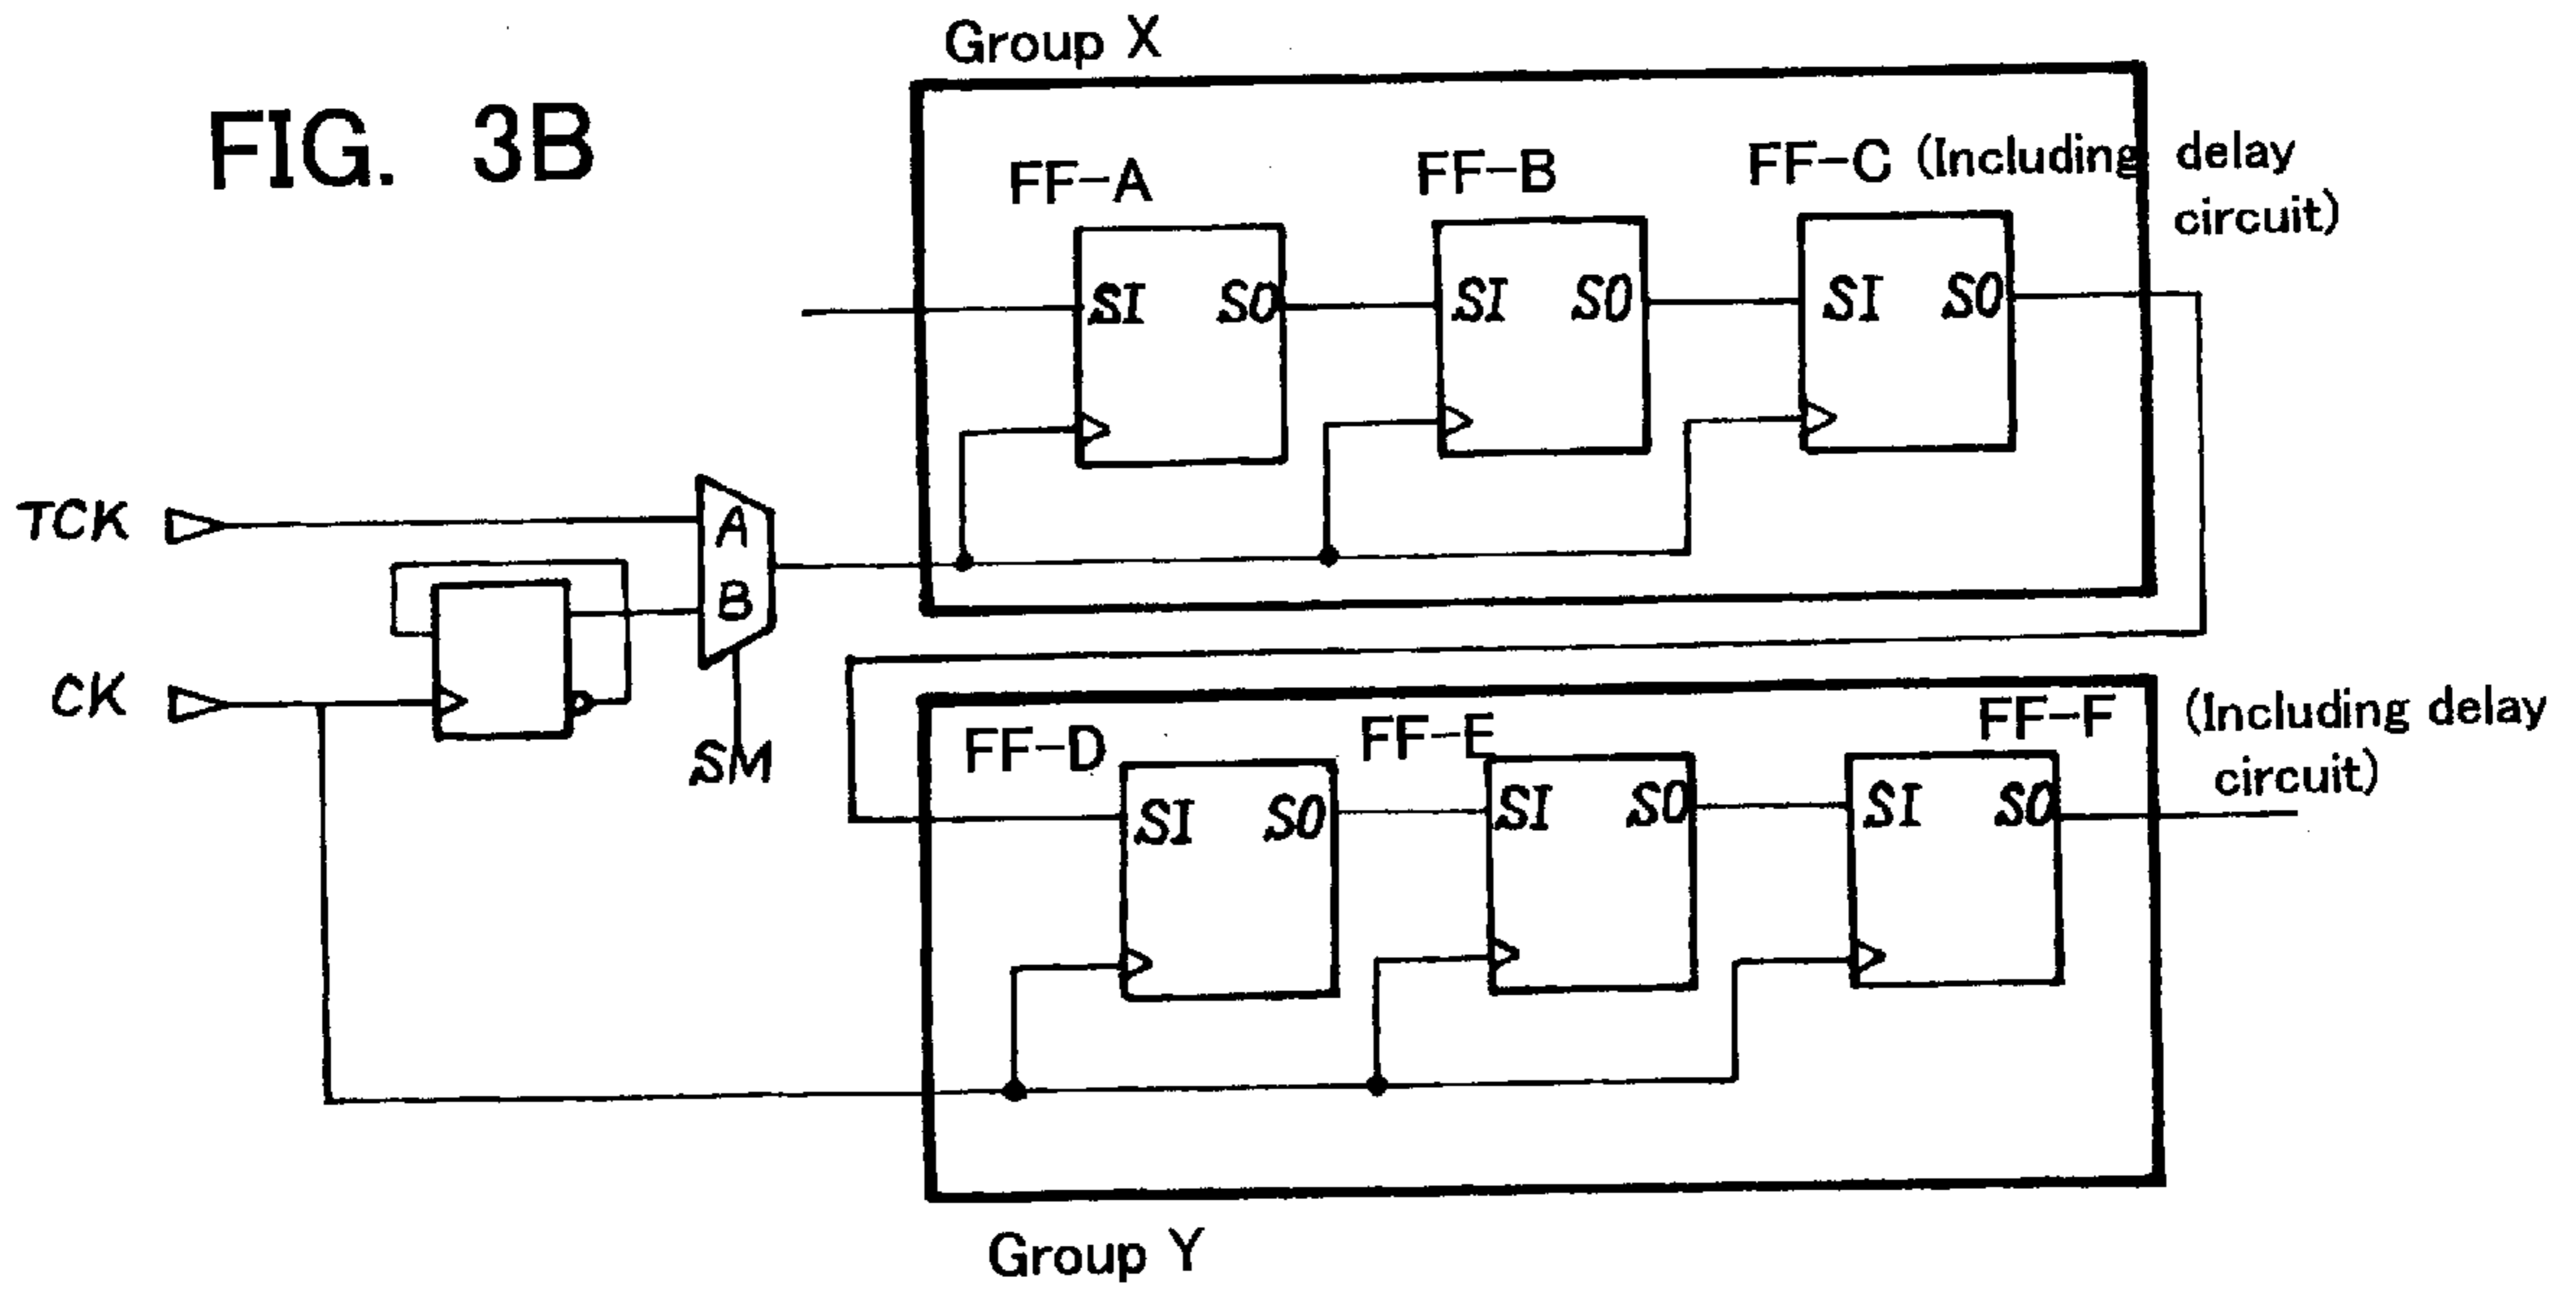 FIG. 3B
Group X
FF-A
FF-B
FF-C (Including delay
circuit)
SI SO
SI SO
SI SO
TCK
A
B
CK
SM
FF-D
FF-E
FF-F
(Including delay
circuit)
SI SO
SI SO
SI SO
Group Y